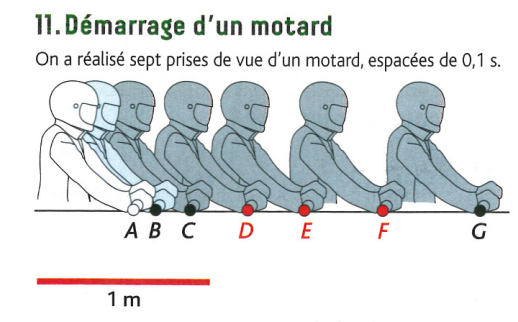 11. Démarrage d'un motard
On a réalisé sept prises de vue d'un motard, espacées de 0,1 s.
A B C D E F G
1 m